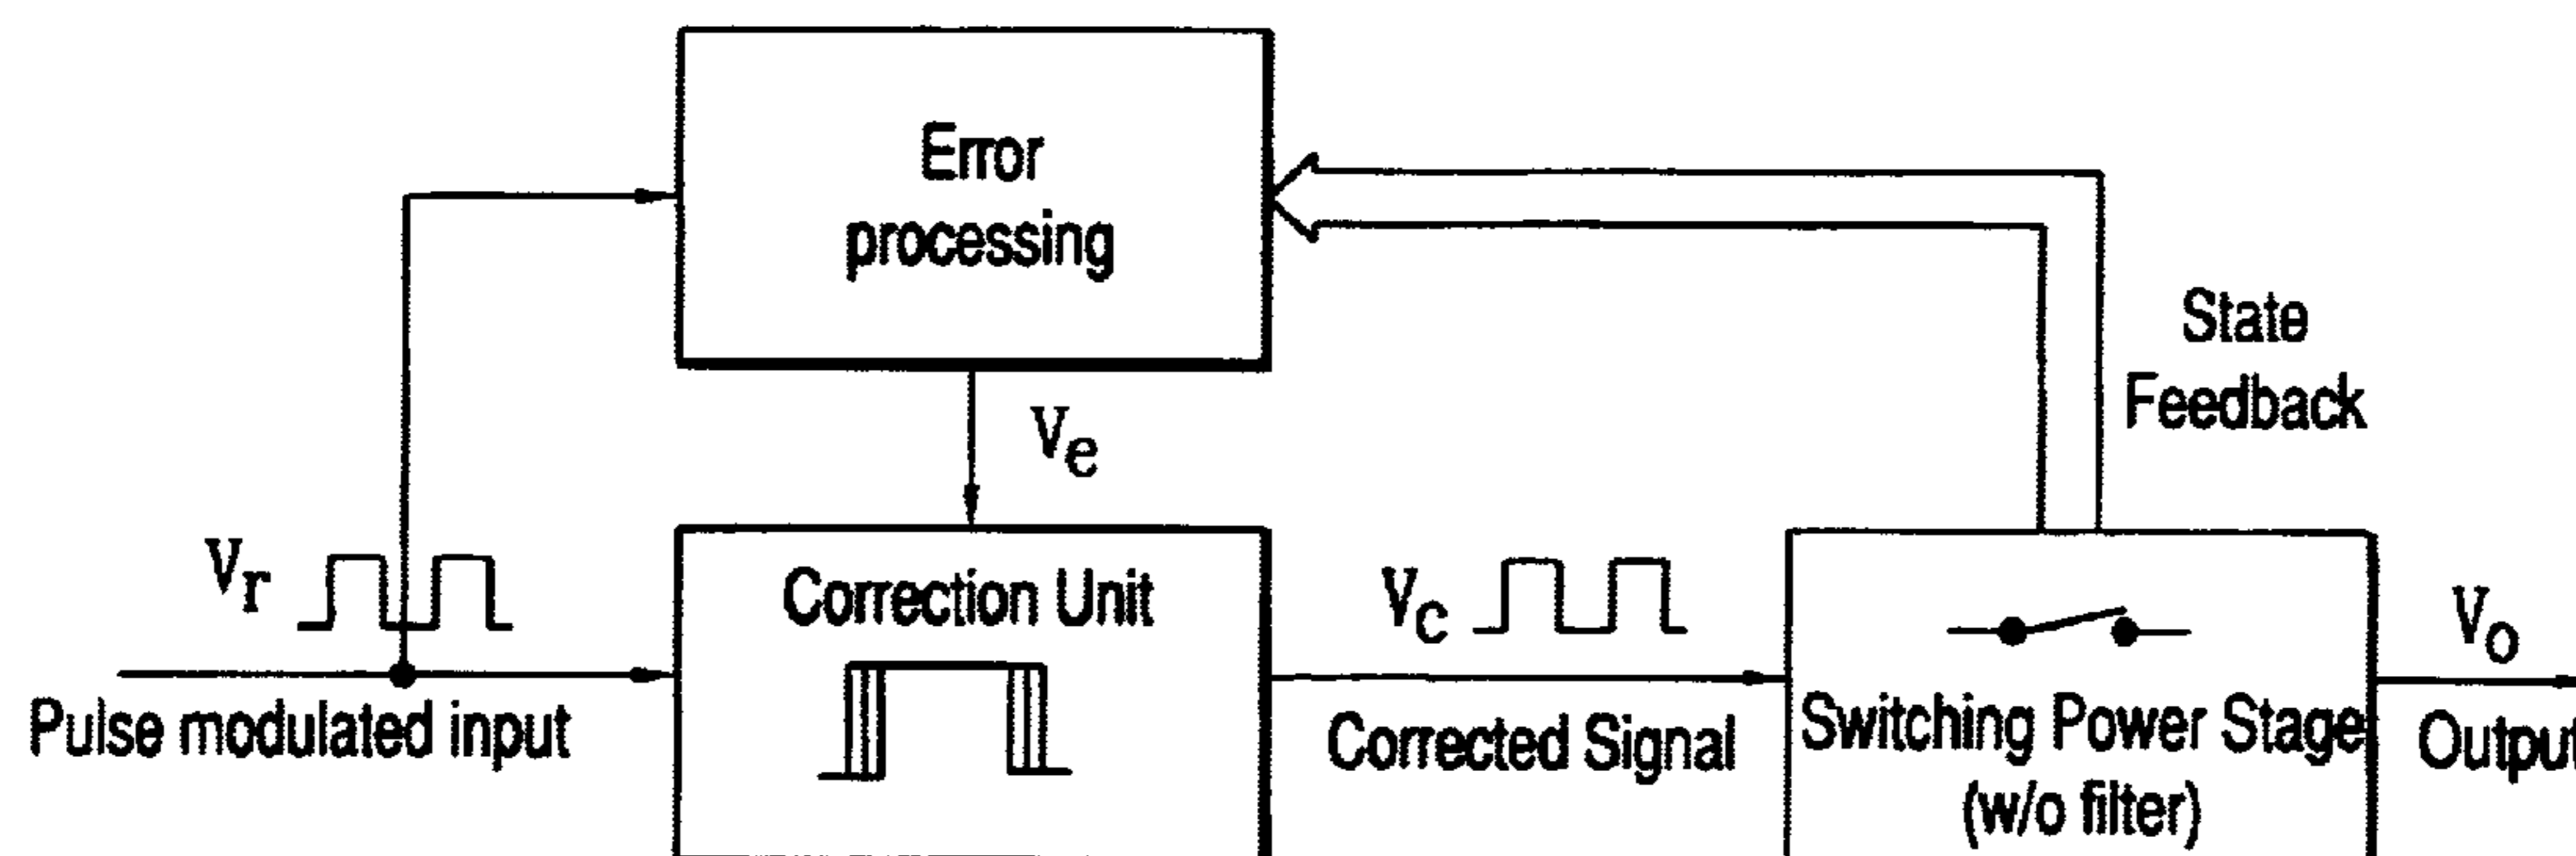 Error
processing
State
Feedback
Ve
Vr
Correction Unit
Vc
Vo
Pulse modulated input
Corrected Signal
Switching Power Stage
(w/o filter)
Output